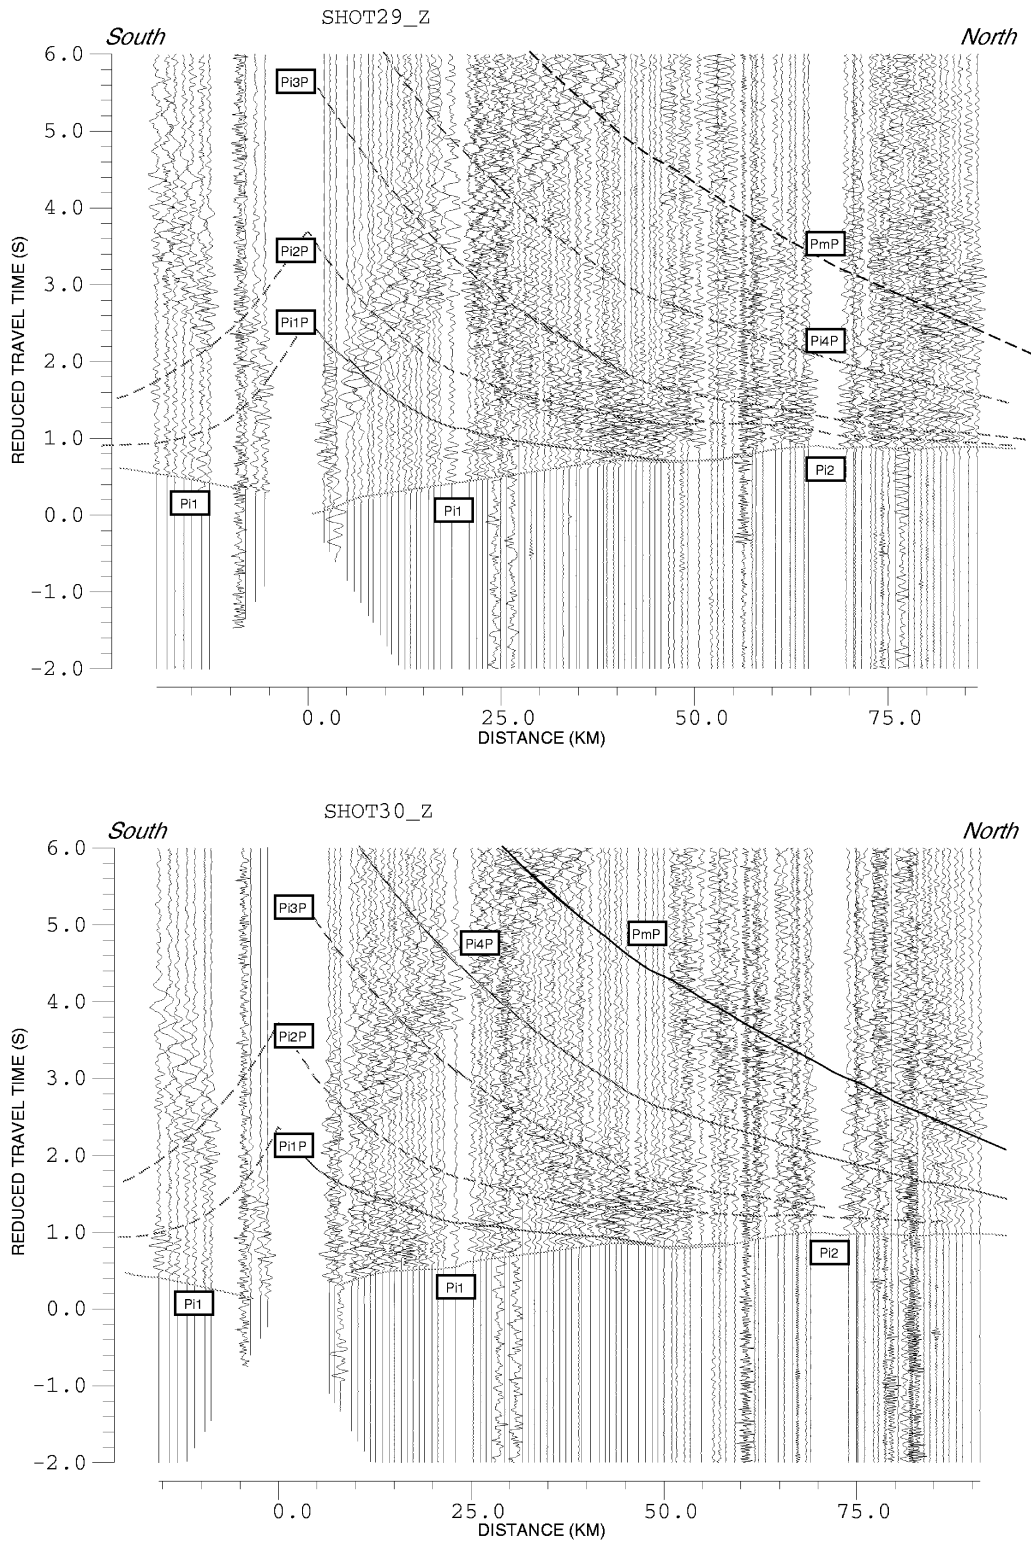 SHOT29_Z
South North
6.0
Pi3P
5.0
4.0
PmP
Pi2P
3.0
Pi1P
Pi4P
2.0
1.0
Pi2
Pi1 Pi1
0.0
-1.0
-2.0
REDUCED TRAVEL TIME (S)
0.0 25.0 50.0 75.0
DISTANCE (KM)
SHOT30_Z
South North
6.0
Pi3P
5.0
PmP
Pi4P
4.0
Pi2P
3.0
Pi1P
2.0
1.0
Pi2
Pi1
Pi1
0.0
-1.0
-2.0
REDUCED TRAVEL TIME (S)
0.0 25.0 50.0 75.0
DISTANCE (KM)